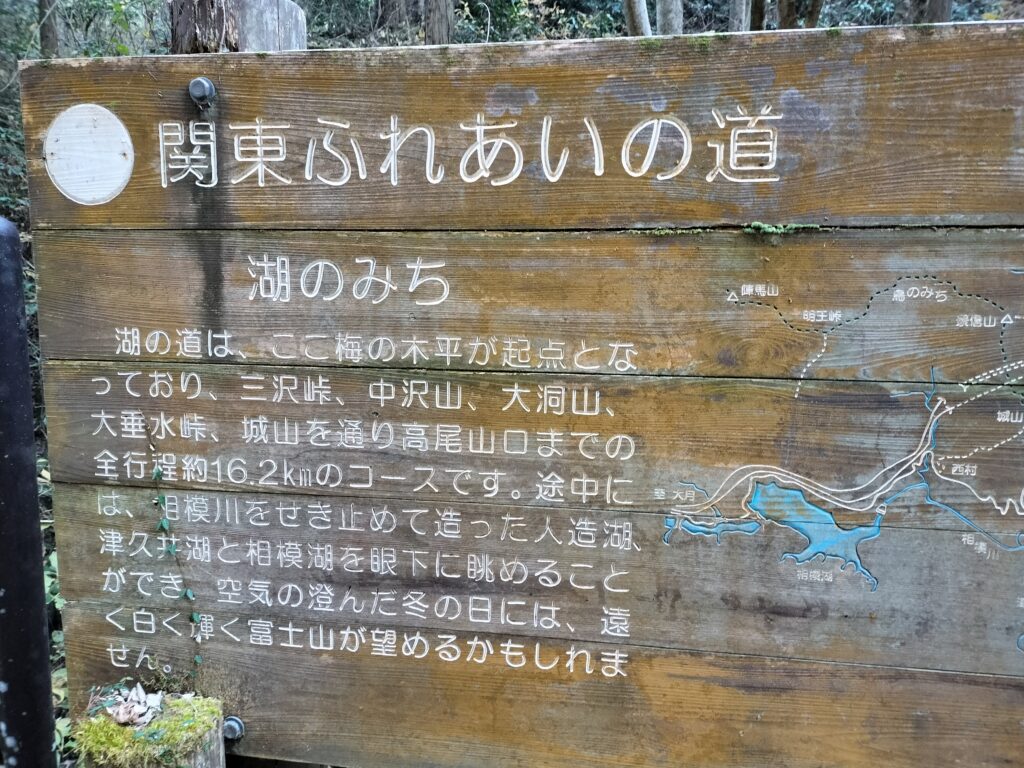 関東ふれあいの道
湖のみち
湖の道は、ここ梅の木平が起点とな
っており、三沢峠、中沢山、大洞山、
大垂水峠、城山を通り高尾山口までの
全行程約16.2kmのコースです。途中に
は、相模川をせき止めて造った人造湖、
津久井湖と相模湖を眼下に眺めること
ができ、空気の澄んだ冬の日には、遠
く白く輝く富士山が望めるかもしれま
せん。
陣馬山
明王峠
鳥のみち
景信山
城山
西村
至 大月
相模湖
相模川